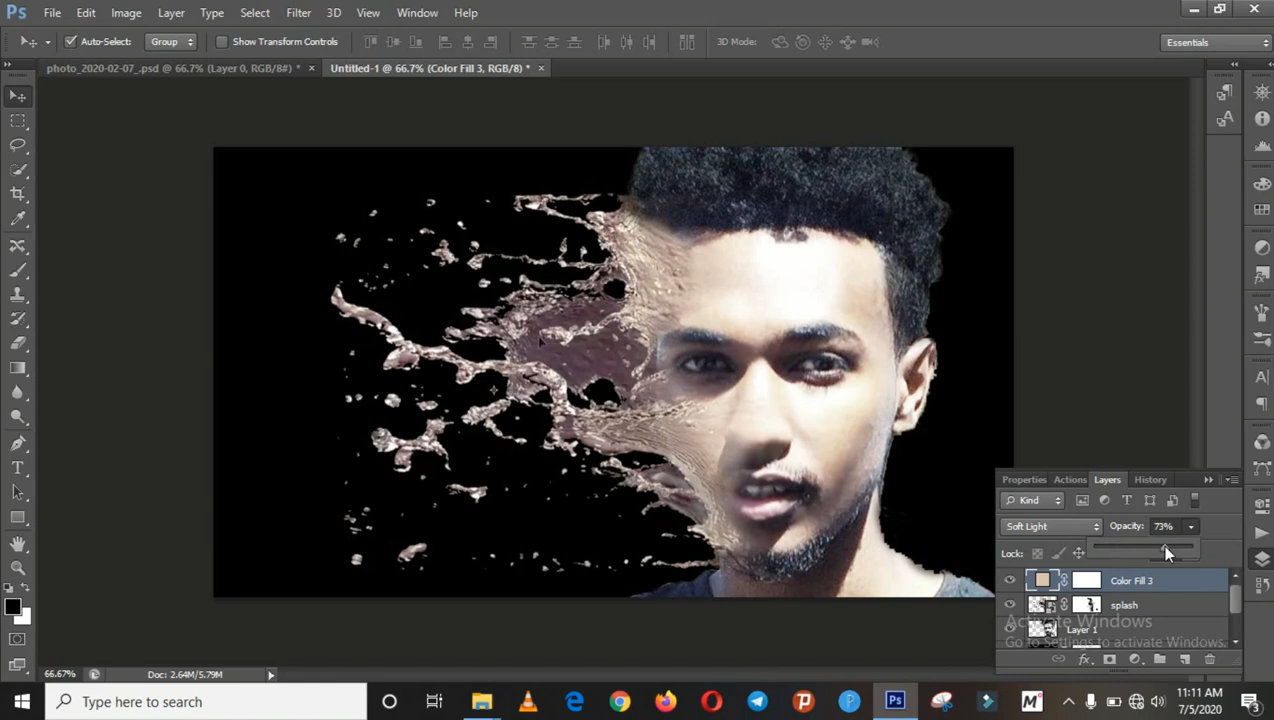 Ps File Edit Image Layer Type Select Filter 3D View Window Help
Auto-Select: Group Show Transform Controls 3D Mode: Essentials
photo_2020-02-07_.psd @ 66.7% (Layer 0, RGB/8#) * × Untitled-1 @ 66.7% (Color Fill 3, RGB/8) * ×
Properties Actions Layers History
Kind
Soft Light Opacity: 73%
Lock:
Color Fill 3
splash
Activate Windows
Layer 1
Go to Settings to activate Windows.
66.67% Doc: 2.64M/5.79M
Type here to search
11:11 AM
7/5/2020
3